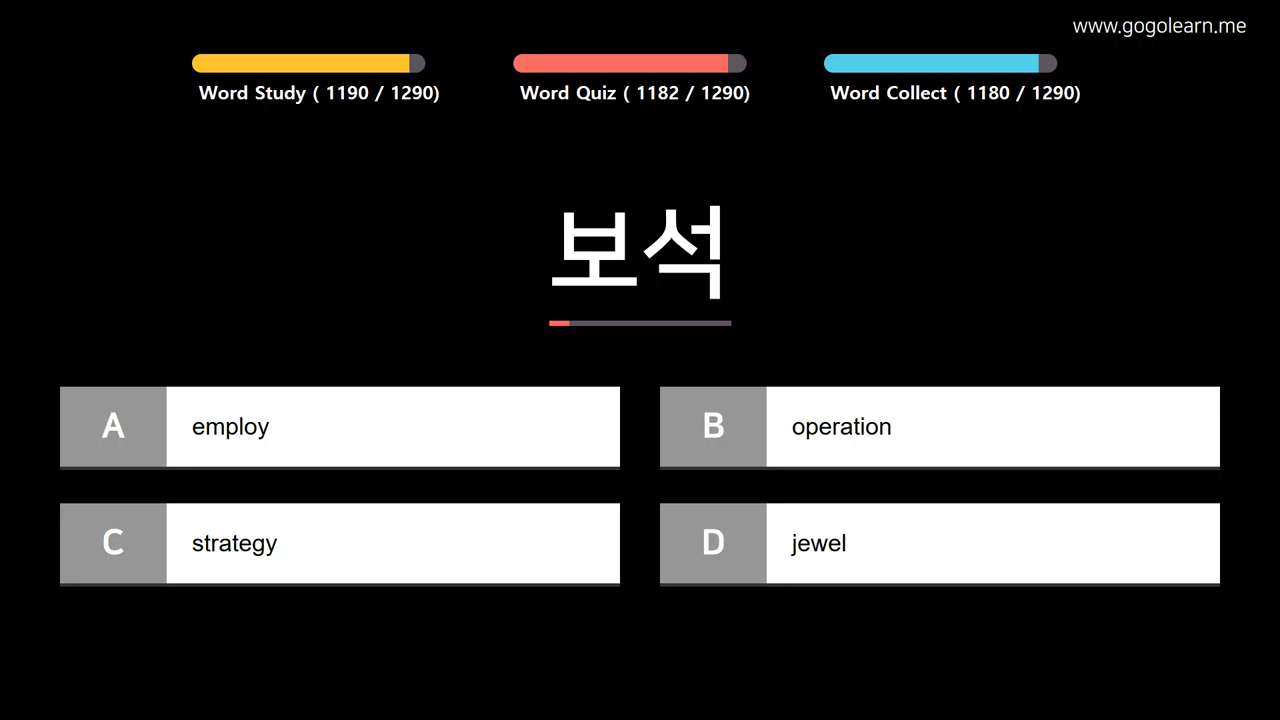 www.gogolearn.me
Word Study ( 1190 / 1290)
Word Quiz ( 1182 / 1290)
Word Collect ( 1180 / 1290)
보석
A employ
B operation
C strategy
D jewel